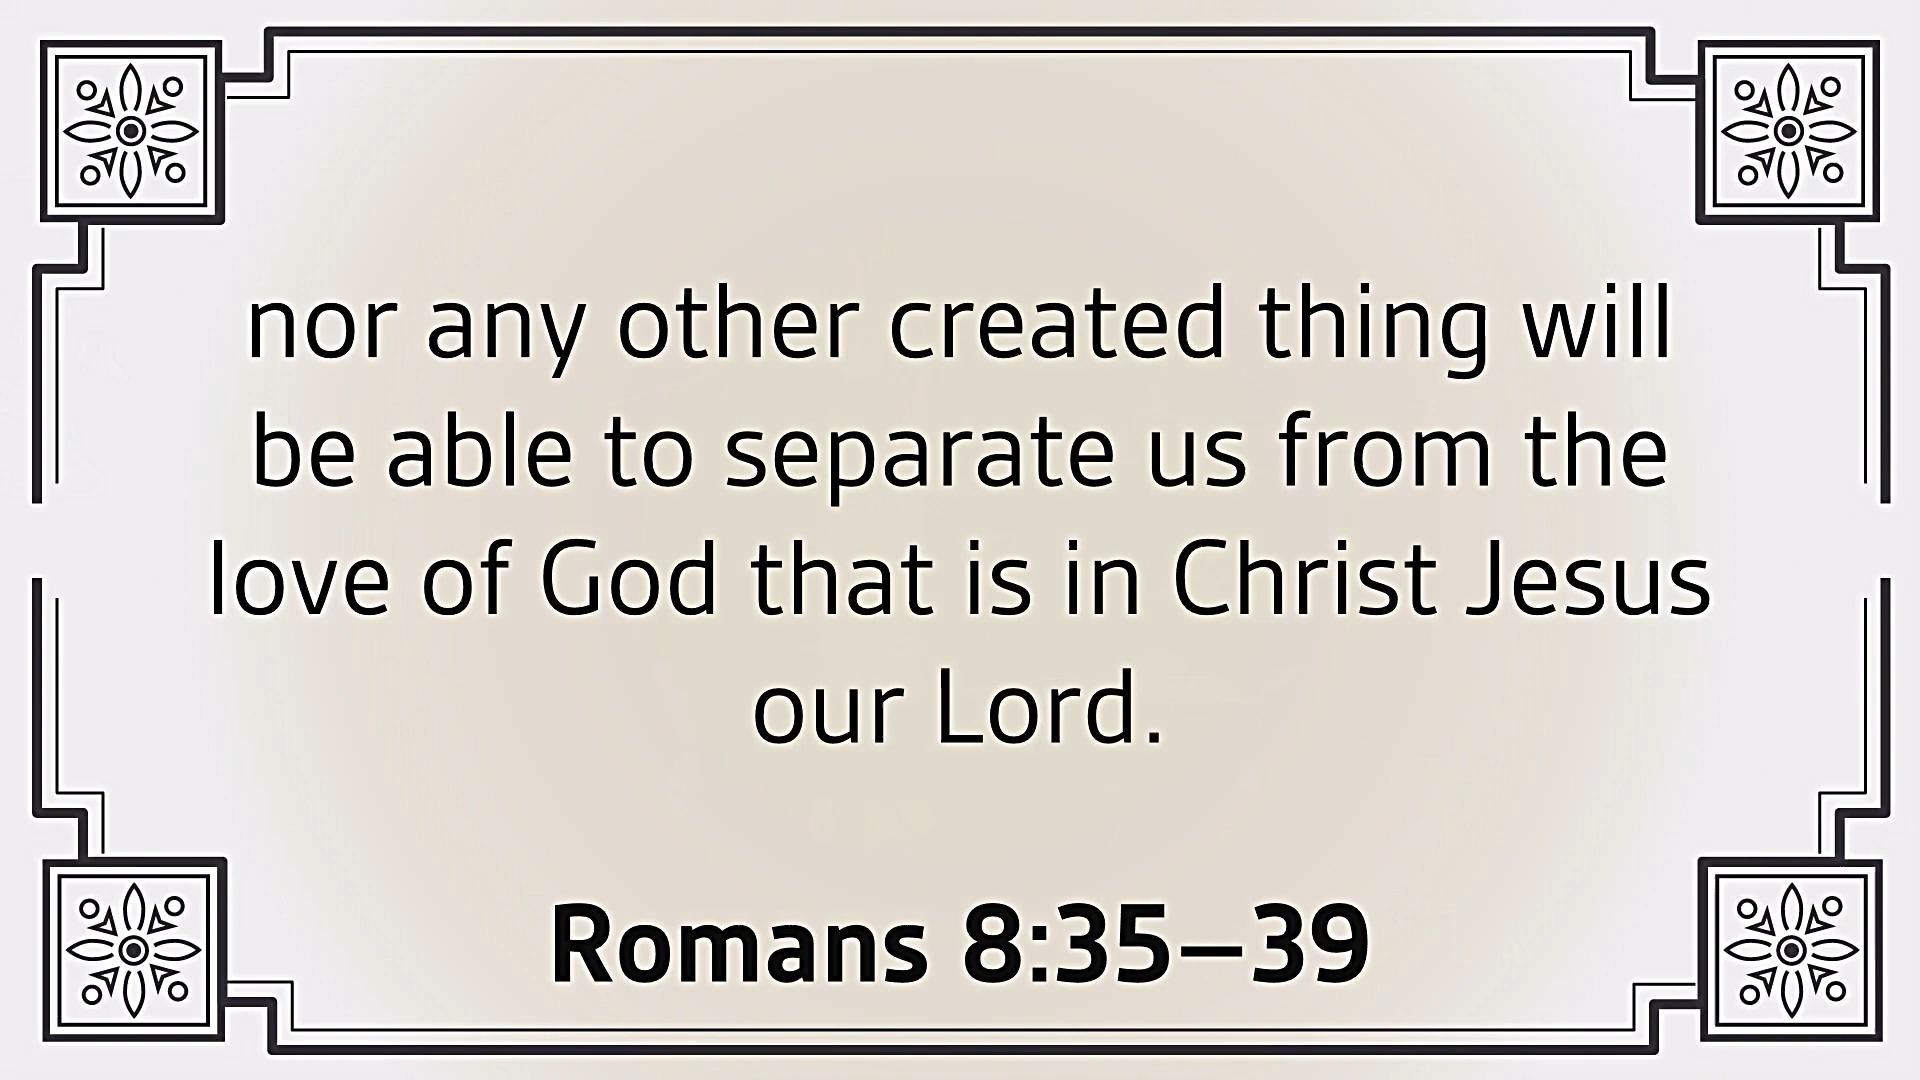 nor any other created thing will
be able to separate us from the
love of God that is in Christ Jesus
our Lord.
Romans 8:35–39